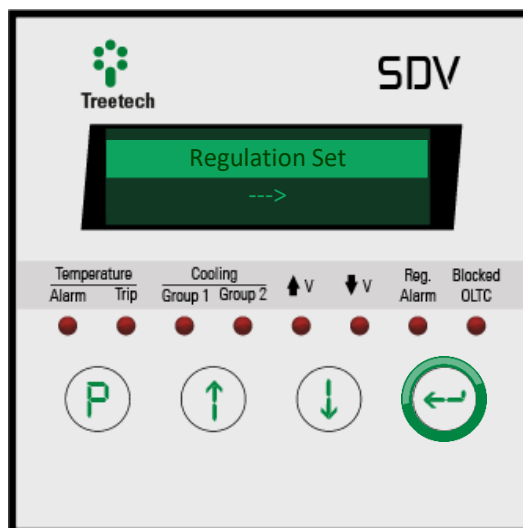 Treetech
SDV
Regulation Set
--->
Temperature
Alarm Trip
Cooling
Group 1 Group 2
V
V
Reg.
Alarm
Blocked
OLTC
P